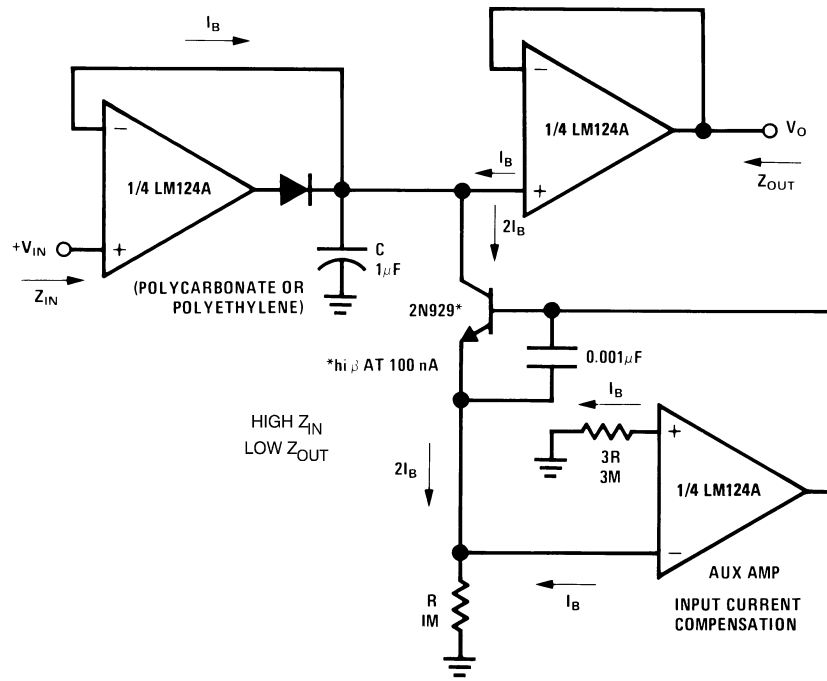 I_B
−
1/4 LM124A
+
+V_IN
Z_IN
C
1μF
(POLYCARBONATE OR
POLYETHYLENE)
−
1/4 LM124A
+
V_O
Z_OUT
I_B
2I_B
2N929*
*hi β AT 100 nA
0.001μF
HIGH Z_IN
LOW Z_OUT
I_B
3R
3M
+
1/4 LM124A
−
2I_B
AUX AMP
INPUT CURRENT
COMPENSATION
I_B
R
1M